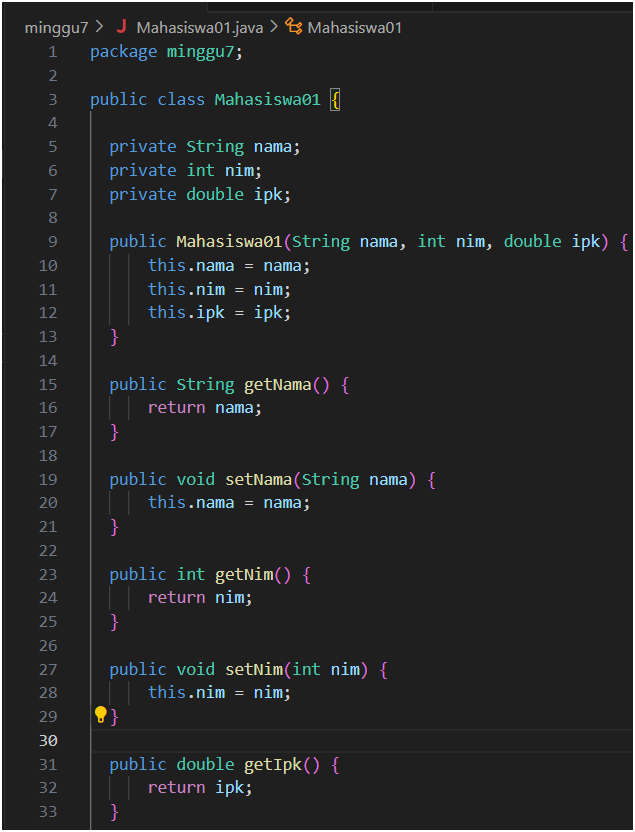 minggu7 > J Mahasiswa01.java > Mahasiswa01
1 package minggu7;
2
3 public class Mahasiswa01 {
4
5 private String nama;
6 private int nim;
7 private double ipk;
8
9 public Mahasiswa01(String nama, int nim, double ipk) {
10 this.nama = nama;
11 this.nim = nim;
12 this.ipk = ipk;
13 }
14
15 public String getNama() {
16 return nama;
17 }
18
19 public void setNama(String nama) {
20 this.nama = nama;
21 }
22
23 public int getNim() {
24 return nim;
25 }
26
27 public void setNim(int nim) {
28 this.nim = nim;
29 }
30
31 public double getIpk() {
32 return ipk;
33 }